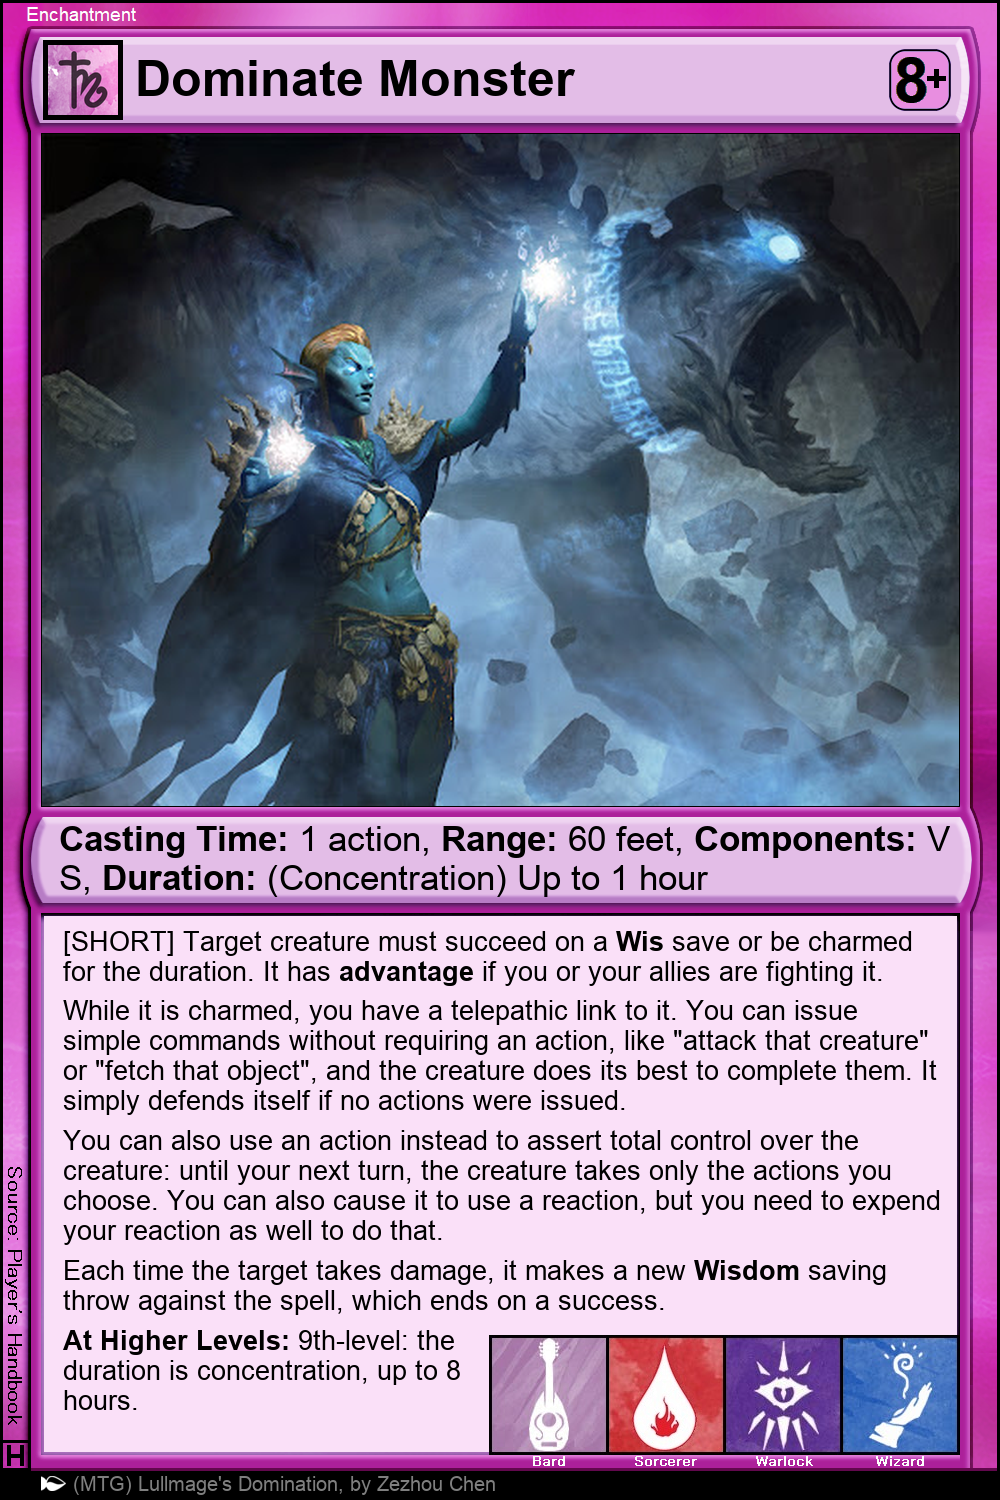 Enchantment
Dominate Monster
8+
Casting Time: 1 action, Range: 60 feet, Components: V
S, Duration: (Concentration) Up to 1 hour
[SHORT] Target creature must succeed on a Wis save or be charmed
for the duration. It has advantage if you or your allies are fighting it.
While it is charmed, you have a telepathic link to it. You can issue
simple commands without requiring an action, like "attack that creature"
or "fetch that object", and the creature does its best to complete them. It
simply defends itself if no actions were issued.
You can also use an action instead to assert total control over the
creature: until your next turn, the creature takes only the actions you
choose. You can also cause it to use a reaction, but you need to expend
your reaction as well to do that.
Each time the target takes damage, it makes a new Wisdom saving
throw against the spell, which ends on a success.
At Higher Levels: 9th-level: the
duration is concentration, up to 8
hours.
Bard
Sorcerer
Warlock
Wizard
Source: Player's Handbook
H
(MTG) Lullmage's Domination, by Zezhou Chen